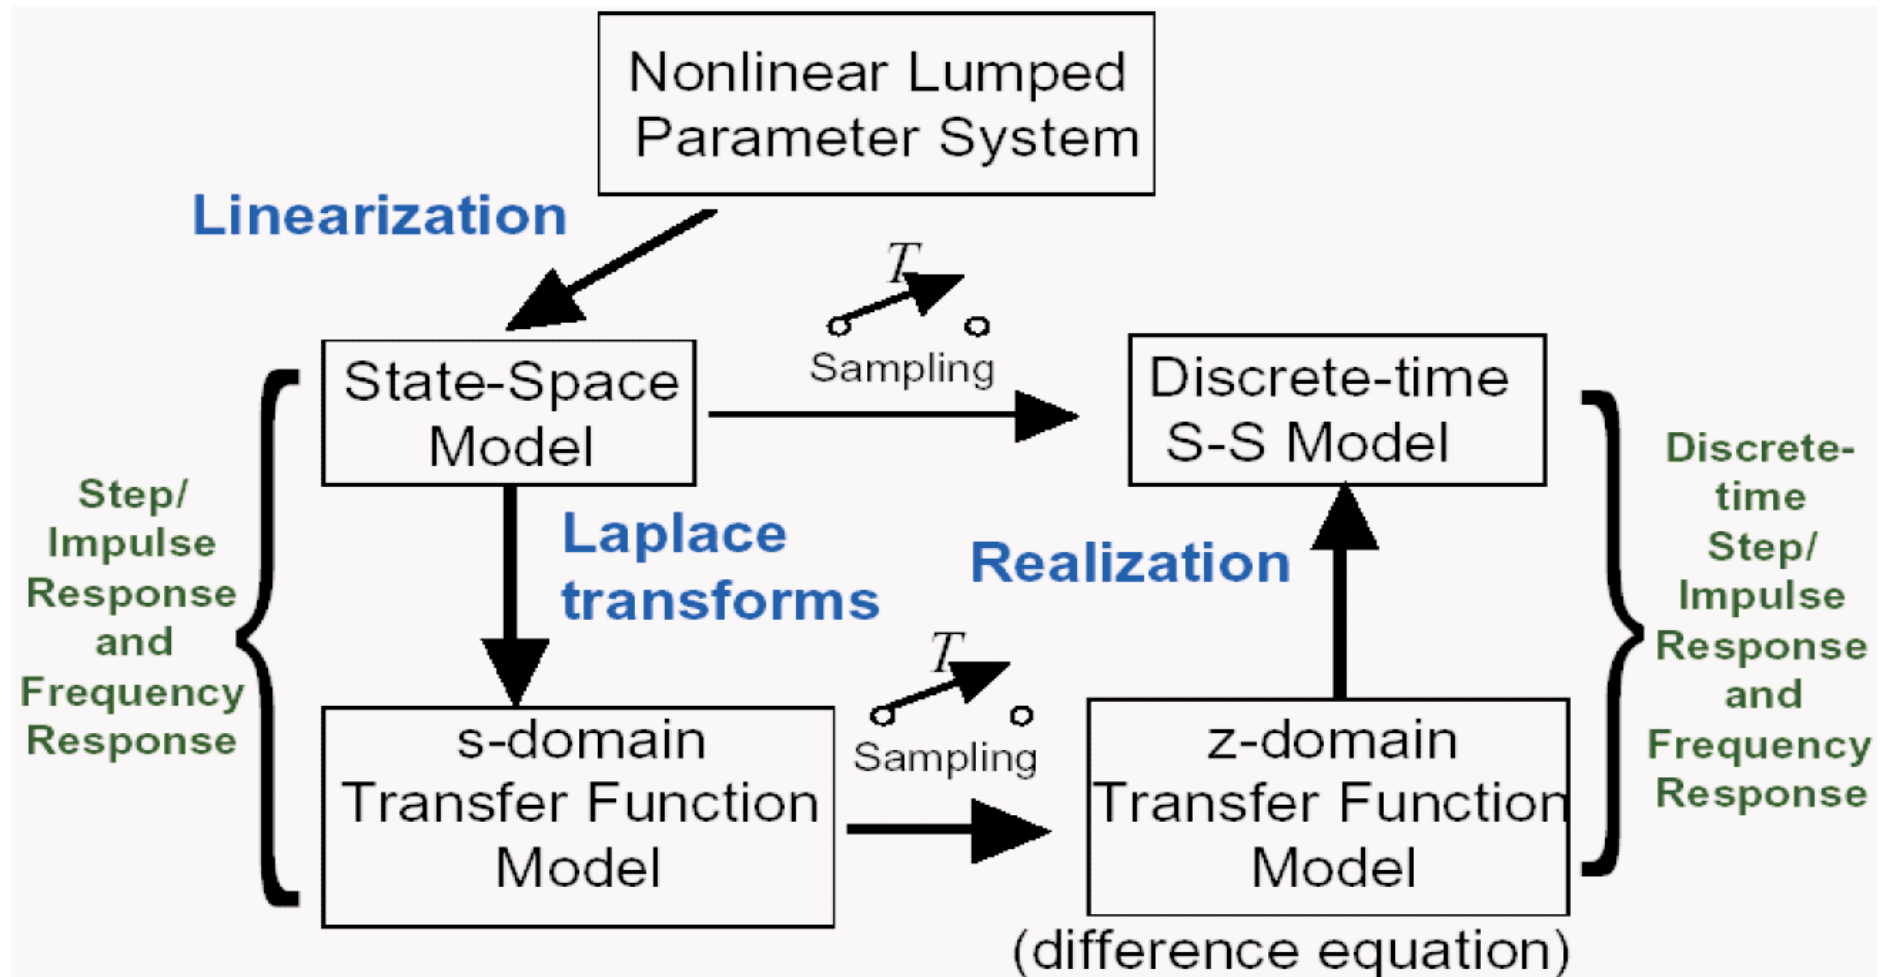 Nonlinear Lumped
Parameter System
Linearization
T
Sampling
State-Space
Model
Discrete-time
S-S Model
Step/
Impulse
Response
and
Frequency
Response
Laplace
transforms
Realization
Discrete-
time
Step/
Impulse
Response
and
Frequency
Response
T
Sampling
s-domain
Transfer Function
Model
z-domain
Transfer Function
Model
(difference equation)